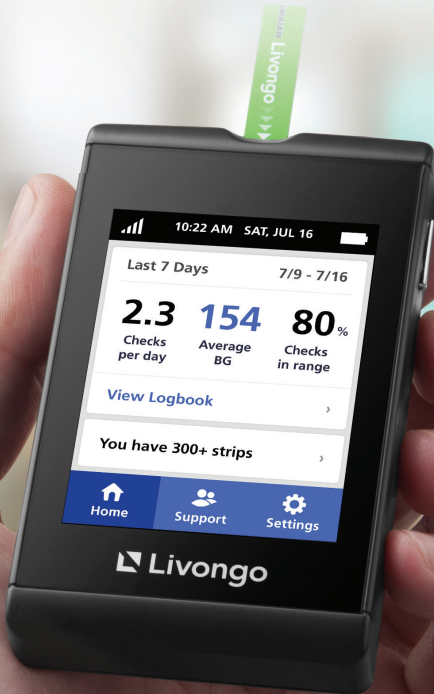 Livongo
10:22 AM SAT, JUL 16
Last 7 Days 7/9 - 7/16
2.3 154 80%
Checks per day Average BG Checks in range
View Logbook ›
You have 300+ strips ›
Home Support Settings
Livongo